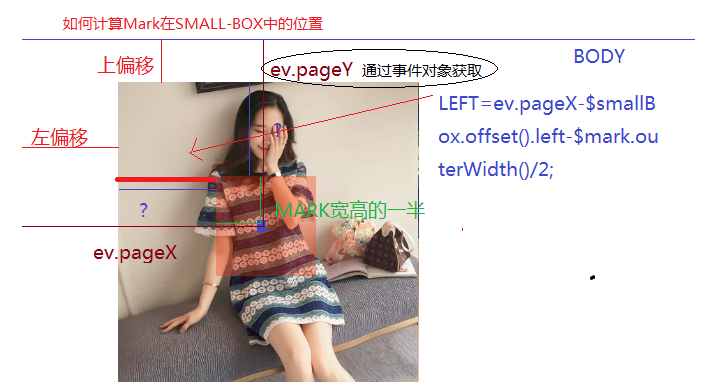 如何计算Mark在SMALL-BOX中的位置
上偏移
ev.pageY 通过事件对象获取
BODY
LEFT=ev.pageX-$smallB
ox.offset().left-$mark.ou
terWidth()/2;
?
左偏移
?
MARK宽高的一半
ev.pageX